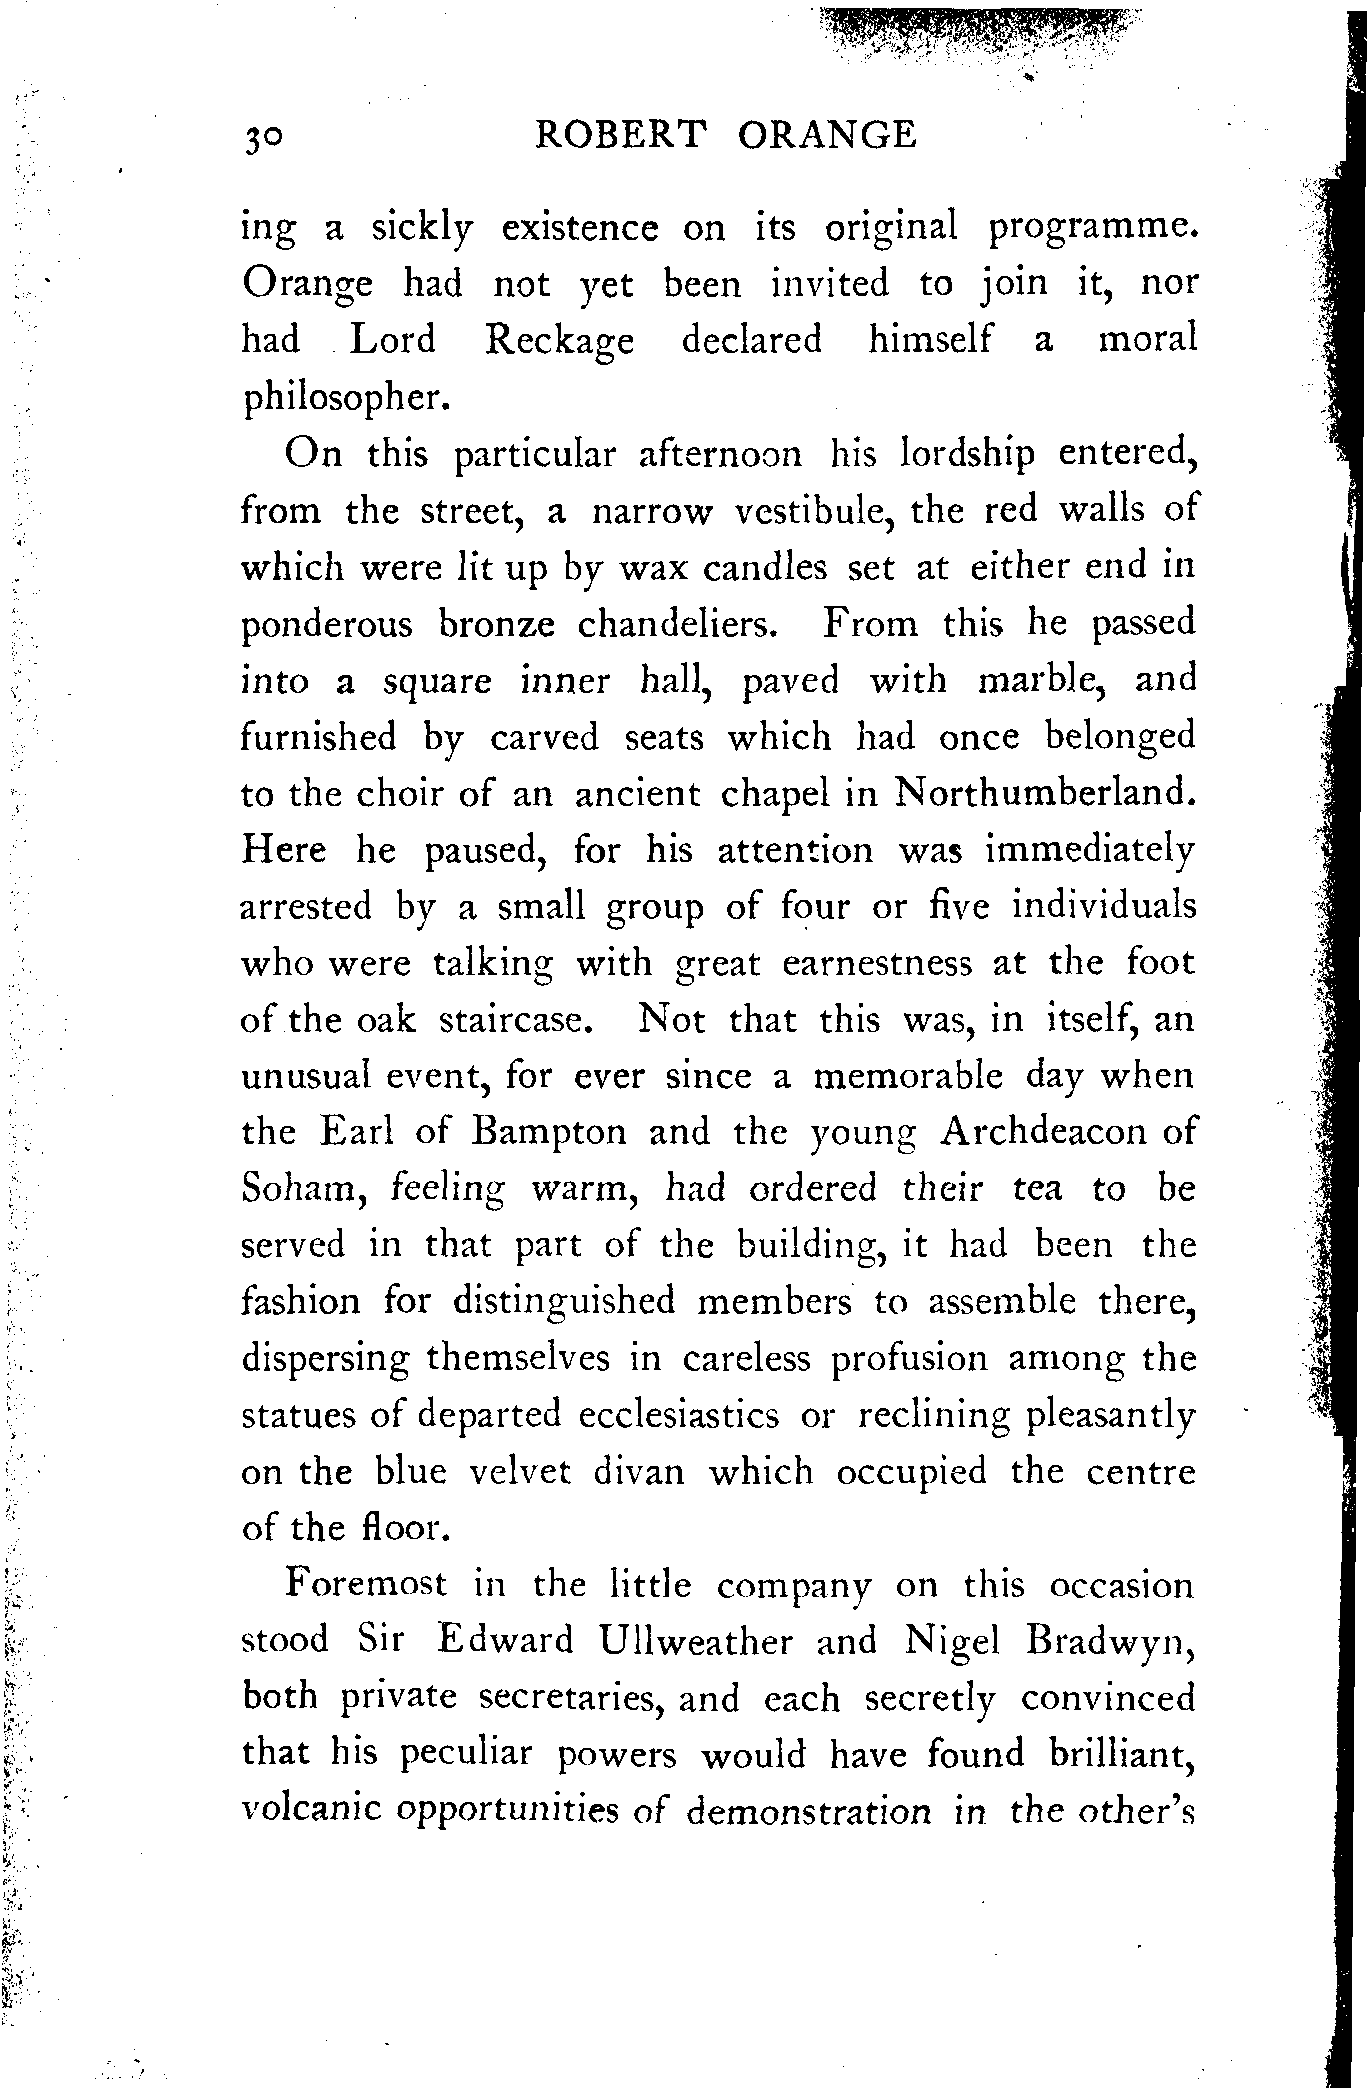 30 ROBERT ORANGE
ing a sickly existence on its original programme.
Orange had not yet been invited to join it, nor
had Lord Reckage declared himself a moral
philosopher.
On this particular afternoon his lordship entered,
from the street, a narrow vestibule, the red walls of
which were lit up by wax candles set at either end in
ponderous bronze chandeliers. From this he passed
into a square inner hall, paved with marble, and
furnished by carved seats which had once belonged
to the choir of an ancient chapel in Northumberland.
Here he paused, for his attention was immediately
arrested by a small group of four or five individuals
who were talking with great earnestness at the foot
of the oak staircase. Not that this was, in itself, an
unusual event, for ever since a memorable day when
the Earl of Bampton and the young Archdeacon of
Soham, feeling warm, had ordered their tea to be
served in that part of the building, it had been the
fashion for distinguished members to assemble there,
dispersing themselves in careless profusion among the
statues of departed ecclesiastics or reclining pleasantly
on the blue velvet divan which occupied the centre
of the floor.
Foremost in the little company on this occasion
stood Sir Edward Ullweather and Nigel Bradwyn,
both private secretaries, and each secretly convinced
that his peculiar powers would have found brilliant,
volcanic opportunities of demonstration in the other's